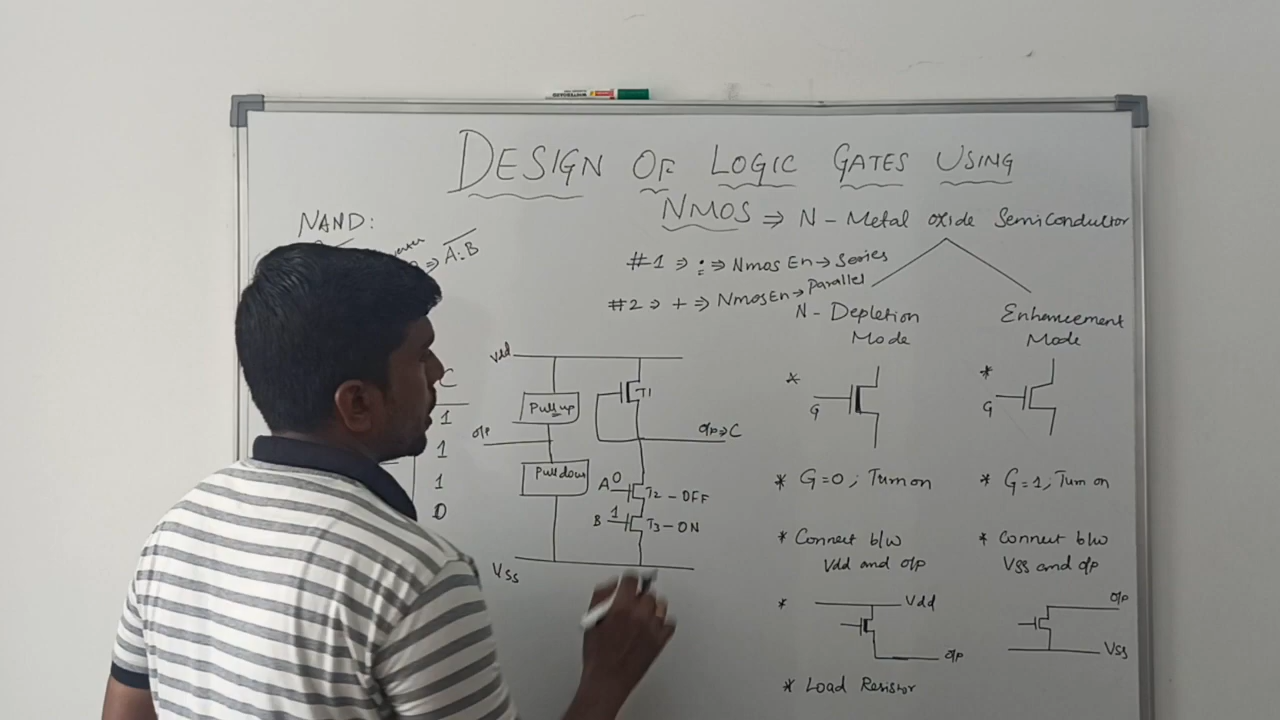 DESIGN OF LOGIC GATES USING
NMOS ⇒ N - Metal oxide Semiconductor
NAND:
⇒ A.B
#1 ⇒ . ⇒ Nmos En → Series
#2 ⇒ + ⇒ Nmos En → Parallel
N - Depletion
Mode
Enhancement
Mode
C
1
1
1
0
Vdd
Pull up
O/p
Pull down
Vss
T1
O/p ⇒ C
A 0
T2 - OFF
B 1
T3 - ON
*
G
* G=0 ; Turn on
* Connect b/w
Vdd and o/p
*
Vdd
O/p
* Load Resistor
*
G
* G=1, Turn on
* Connect b/w
Vss and o/p
O/p
Vss